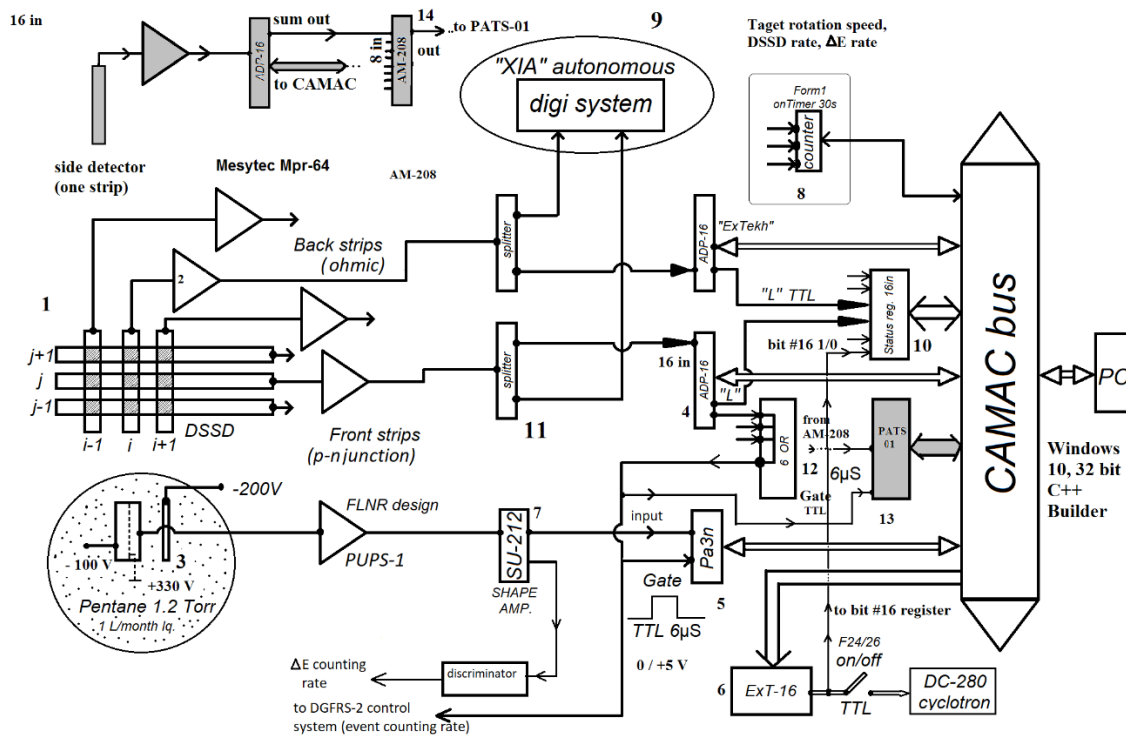 16 in
sum out
14
to PATS-01
ADP-16
8 in
AM-208
out
to CAMAC
side detector
(one strip)
9
"XIA" autonomous
digi system
Taget rotation speed,
DSSD rate, ΔE rate
Form1
onTimer 30s
counter
8
Mesytec Mpr-64
AM-208
Back strips
(ohmic)
2
1
splitter
ADP-16
"ExTekh"
"L" TTL
Status reg. 16in
bit #16 1/0
10
CAMAC bus
PC
j+1
j
j-1
i-1
i
i+1
DSSD
Front strips
(p-n junction)
splitter
11
16 in
ADP-16
"L"
4
6 OR
from
AM-208
12
6µS
Gate
TTL
PATS
01
13
Windows
10, 32 bit
C++
Builder
-200V
FLNR design
PUPS-1
3
- 100 V
+330 V
Pentane 1.2 Torr
1 L/month lq.
7
SU-212
SHAPE
AMP.
input
Pa3n
5
Gate
TTL 6µS
0 / +5 V
to bit #16 register
F24/26
on/off
6
ExT-16
TTL
DC-280
cyclotron
ΔE counting
rate
discriminator
to DGFRS-2 control
system (event counting rate)